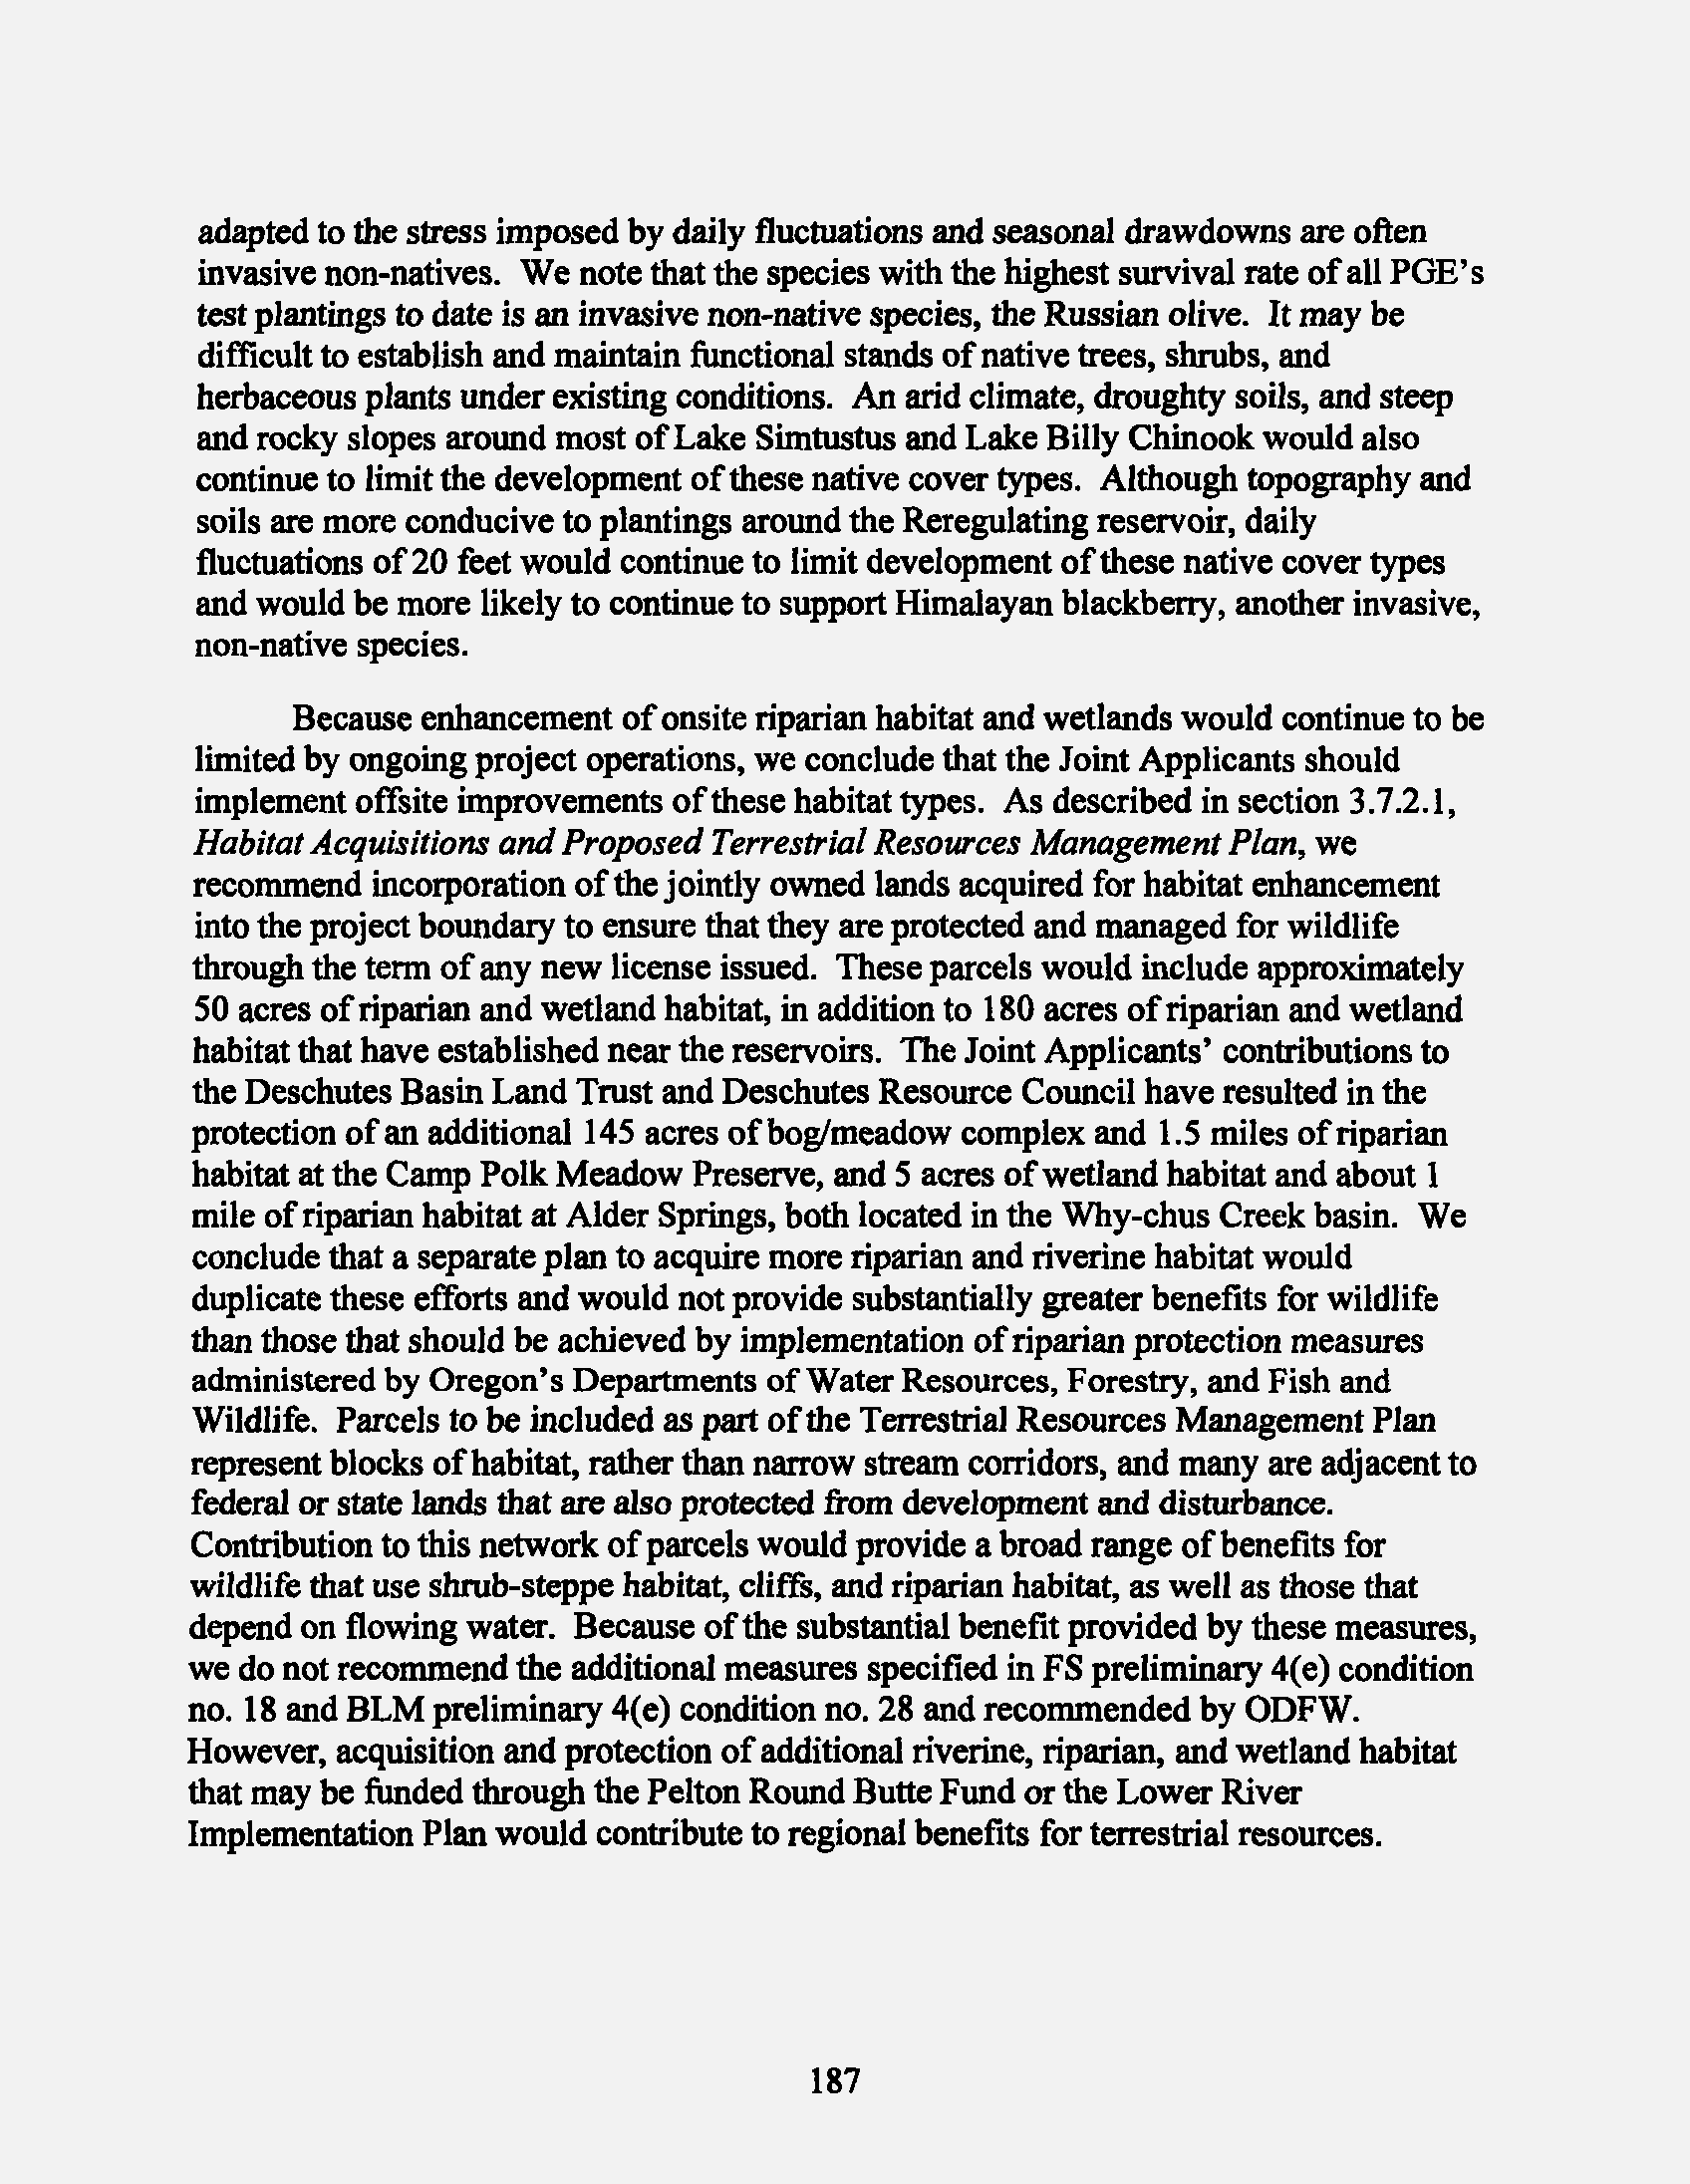 adapted to the stress imposed by daily fluctuations and seasonal drawdowns are often
invasive non-natives.  We note that the species with the highest survival rate of all PGE's
test plantings to date is an invasive non-native species, the Russian olive.  It may be
difficult to establish and maintain functional stands of native trees, shrubs, and
herbaceous plants under existing conditions.  An arid climate, droughty soils, and steep
and rocky slopes around most of Lake Simtustus and Lake Billy Chinook would also
continue to limit the development of these native cover types.  Although topography and
soils are more conducive to plantings around the Reregulating reservoir, daily
fluctuations of 20 feet would continue to limit development of these native cover types
and would be more likely to continue to support Himalayan blackberry, another invasive,
non-native species.
Because enhancement of onsite riparian habitat and wetlands would continue to be
limited by ongoing project operations, we conclude that the Joint Applicants should
implement offsite improvements of these habitat types.  As described in section 3.7.2.1,
Habitat Acquisitions and Proposed Terrestrial Resources Management Plan, we
recommend incorporation of the jointly owned lands acquired for habitat enhancement
into the project boundary to ensure that they are protected and managed for wildlife
through the term of any new license issued.  These parcels would include approximately
50 acres of riparian and wetland habitat, in addition to 180 acres of riparian and wetland
habitat that have established near the reservoirs.  The Joint Applicants' contributions to
the Deschutes Basin Land Trust and Deschutes Resource Council have resulted in the
protection of an additional 145 acres of bog/meadow complex and 1.5 miles of riparian
habitat at the Camp Polk Meadow Preserve, and 5 acres of wetland habitat and about 1
mile of riparian habitat at Alder Springs, both located in the Why-chus Creek basin.  We
conclude that a separate plan to acquire more riparian and riverine habitat would
duplicate these efforts and would not provide substantially greater benefits for wildlife
than those that should be achieved by implementation of riparian protection measures
administered by Oregon's Departments of Water Resources, Forestry, and Fish and
Wildlife.  Parcels to be included as part of the Terrestrial Resources Management Plan
represent blocks of habitat, rather than narrow stream corridors, and many are adjacent to
federal or state lands that are also protected from development and disturbance.
Contribution to this network of parcels would provide a broad range of benefits for
wildlife that use shrub-steppe habitat, cliffs, and riparian habitat, as well as those that
depend on flowing water.  Because of the substantial benefit provided by these measures,
we do not recommend the additional measures specified in FS preliminary 4(e) condition
no. 18 and BLM preliminary 4(e) condition no. 28 and recommended by ODFW.
However, acquisition and protection of additional riverine, riparian, and wetland habitat
that may be funded through the Pelton Round Butte Fund or the Lower River
Implementation Plan would contribute to regional benefits for terrestrial resources.
187